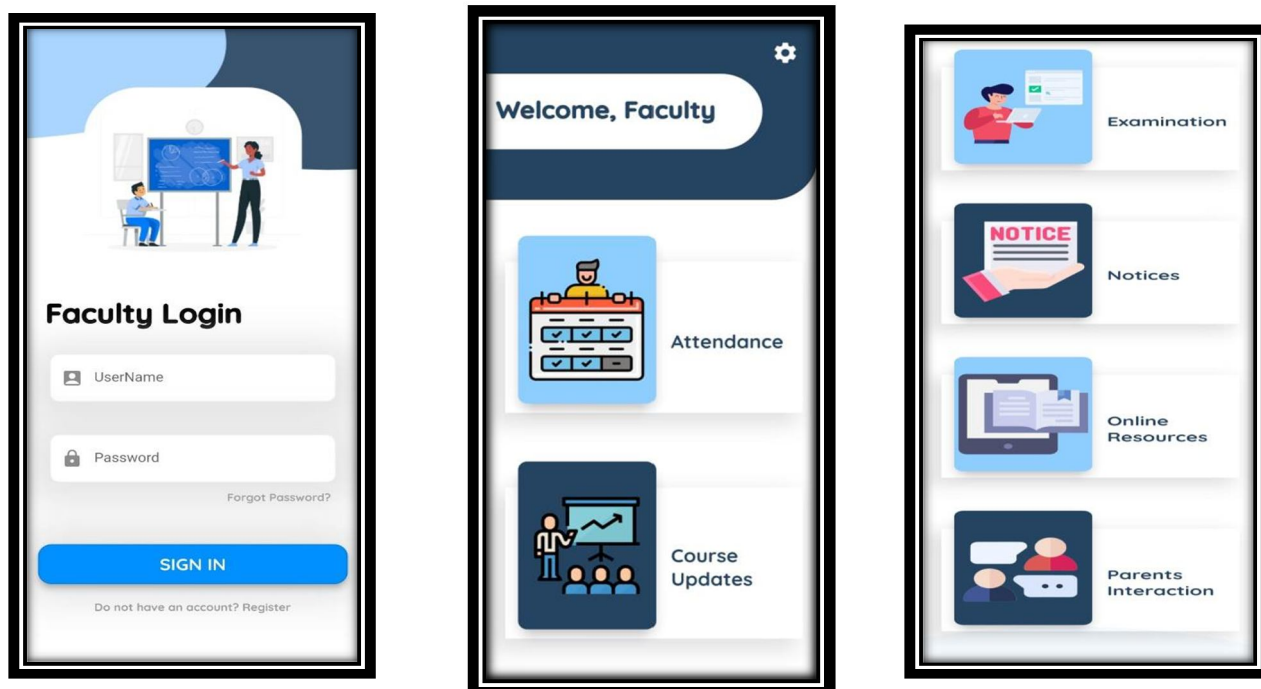 Faculty Login
UserName
Password
Forgot Password?
SIGN IN
Do not have an account? Register
Welcome, Faculty
Attendance
Course
Updates
Examination
NOTICE
Notices
Online
Resources
Parents
Interaction